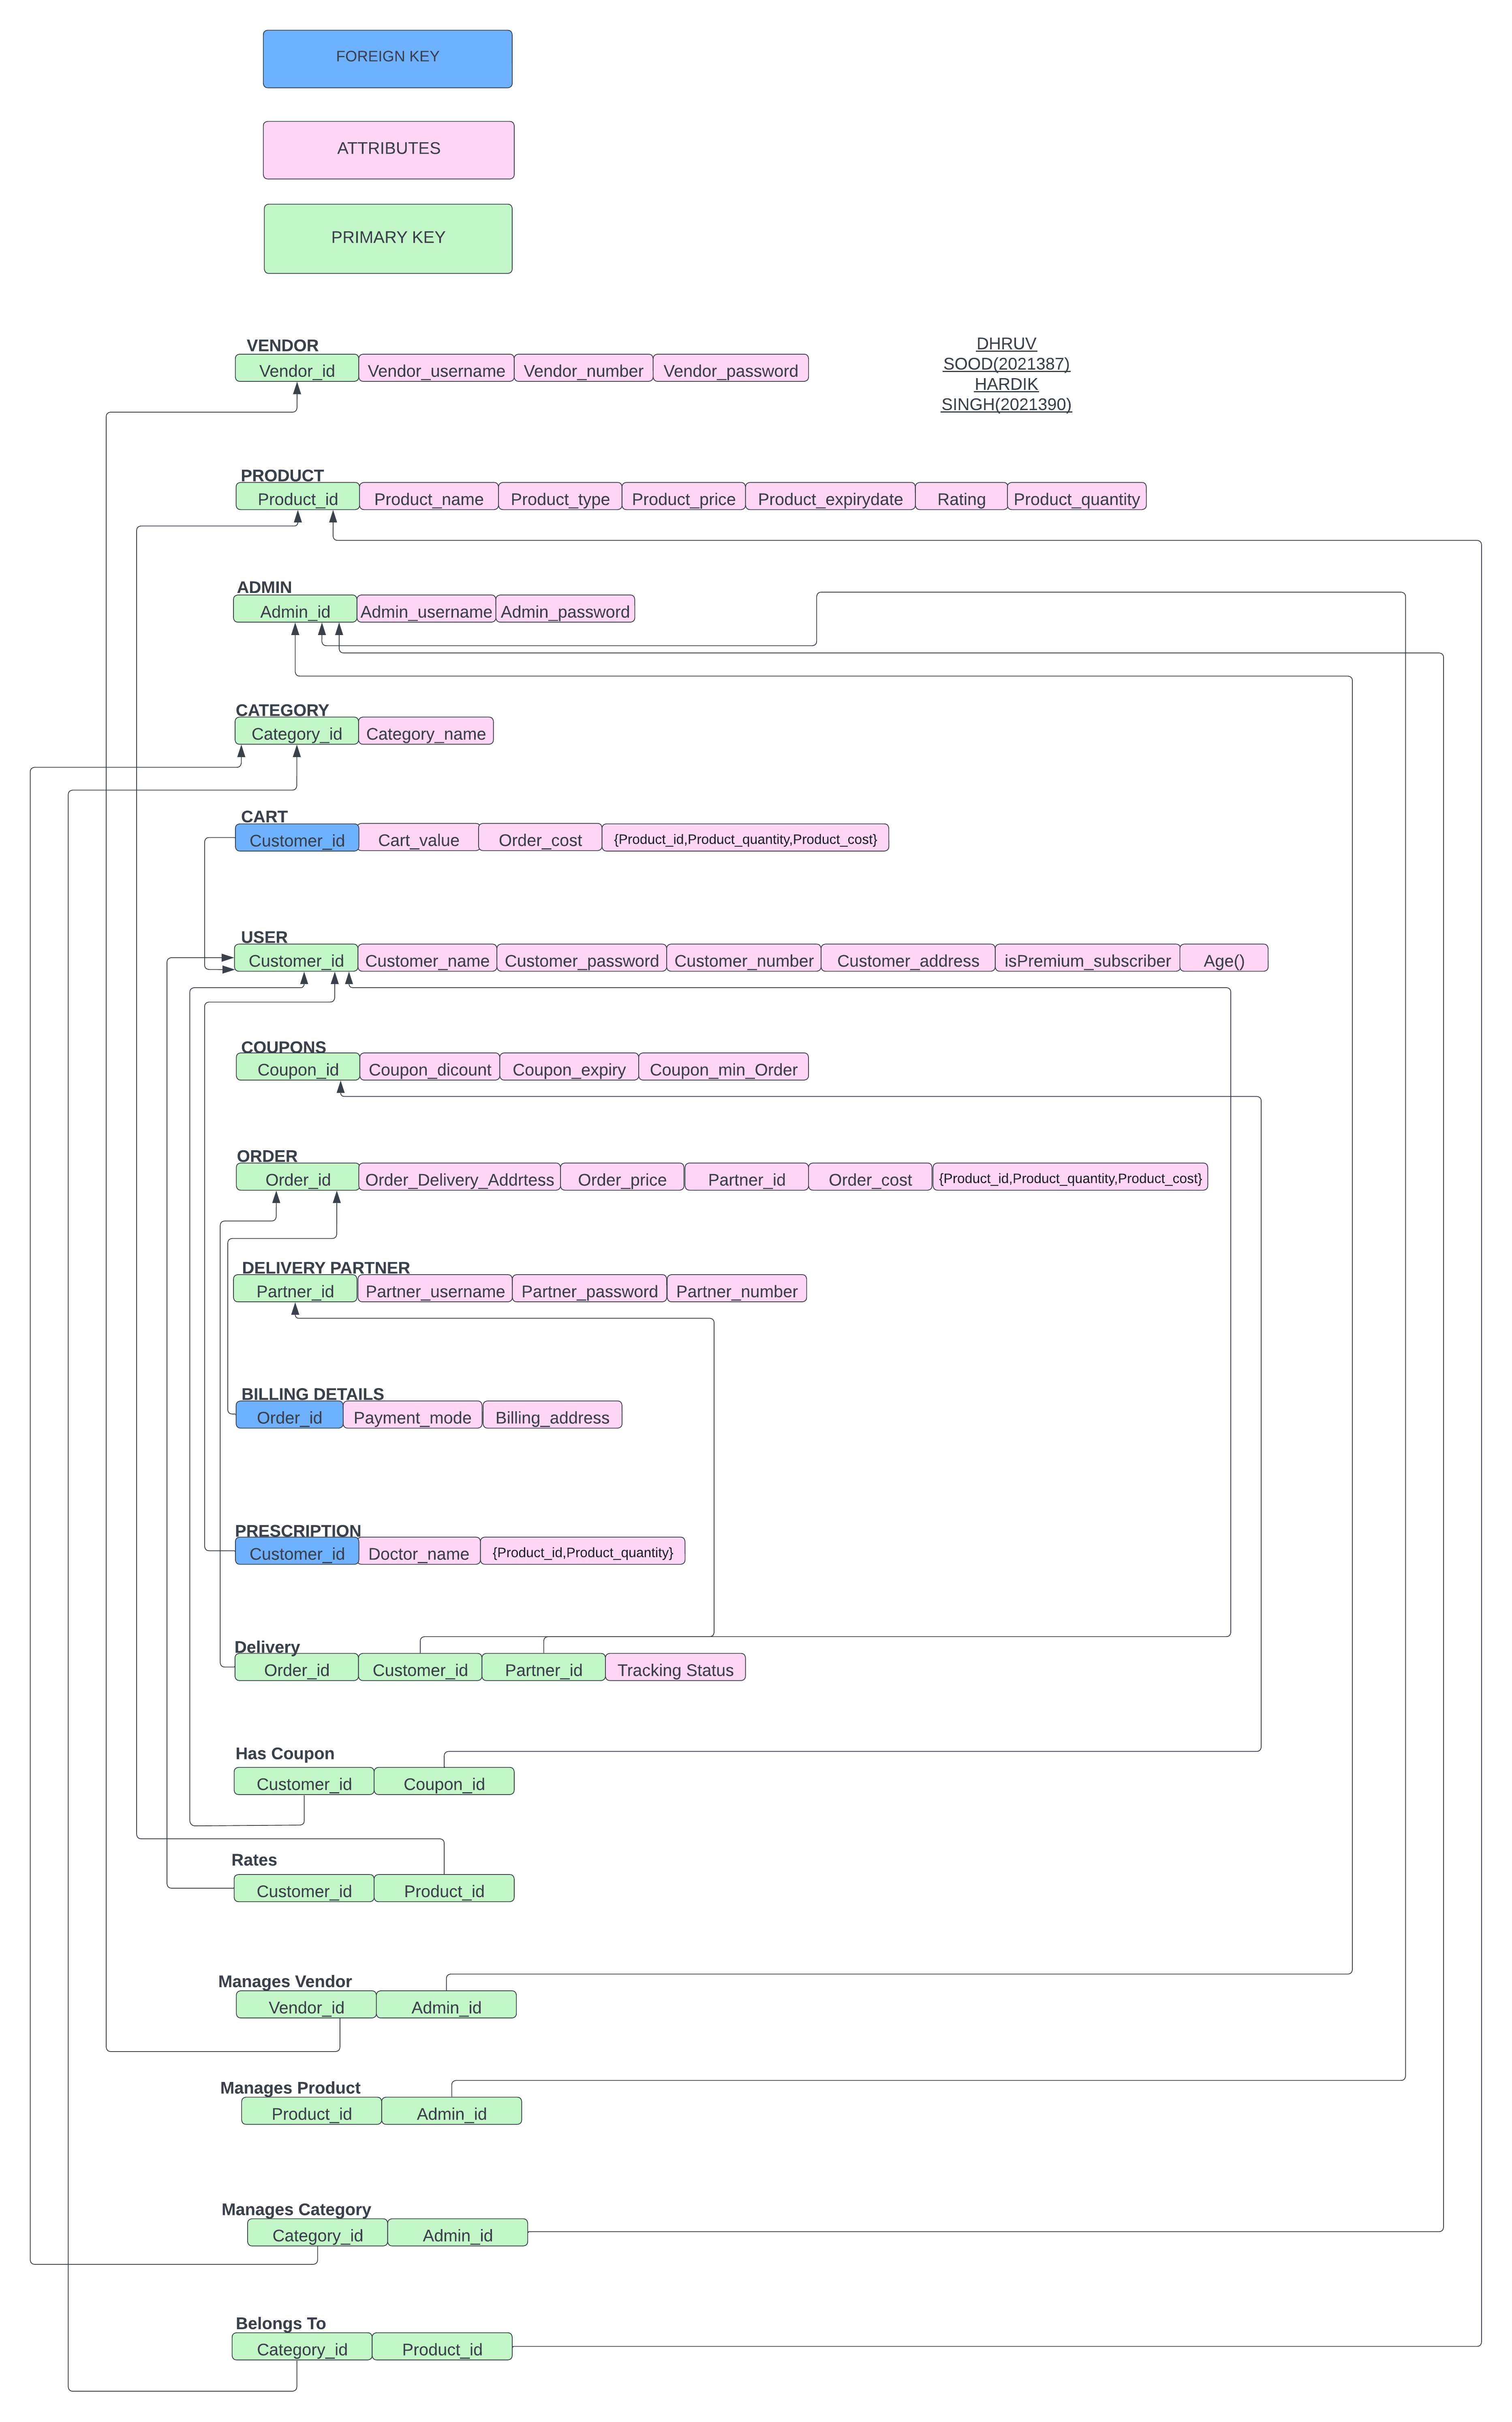 FOREIGN KEY
ATTRIBUTES
PRIMARY KEY
DHRUV
SOOD(2021387)
HARDIK
SINGH(2021390)
VENDOR
Vendor_id Vendor_username Vendor_number Vendor_password
PRODUCT
Product_id Product_name Product_type Product_price Product_expirydate Rating Product_quantity
ADMIN
Admin_id Admin_username Admin_password
CATEGORY
Category_id Category_name
CART
Customer_id Cart_value Order_cost {Product_id,Product_quantity,Product_cost}
USER
Customer_id Customer_name Customer_password Customer_number Customer_address isPremium_subscriber Age()
COUPONS
Coupon_id Coupon_dicount Coupon_expiry Coupon_min_Order
ORDER
Order_id Order_Delivery_Addrtess Order_price Partner_id Order_cost {Product_id,Product_quantity,Product_cost}
DELIVERY PARTNER
Partner_id Partner_username Partner_password Partner_number
BILLING DETAILS
Order_id Payment_mode Billing_address
PRESCRIPTION
Customer_id Doctor_name {Product_id,Product_quantity}
Delivery
Order_id Customer_id Partner_id Tracking Status
Has Coupon
Customer_id Coupon_id
Rates
Customer_id Product_id
Manages Vendor
Vendor_id Admin_id
Manages Product
Product_id Admin_id
Manages Category
Category_id Admin_id
Belongs To
Category_id Product_id